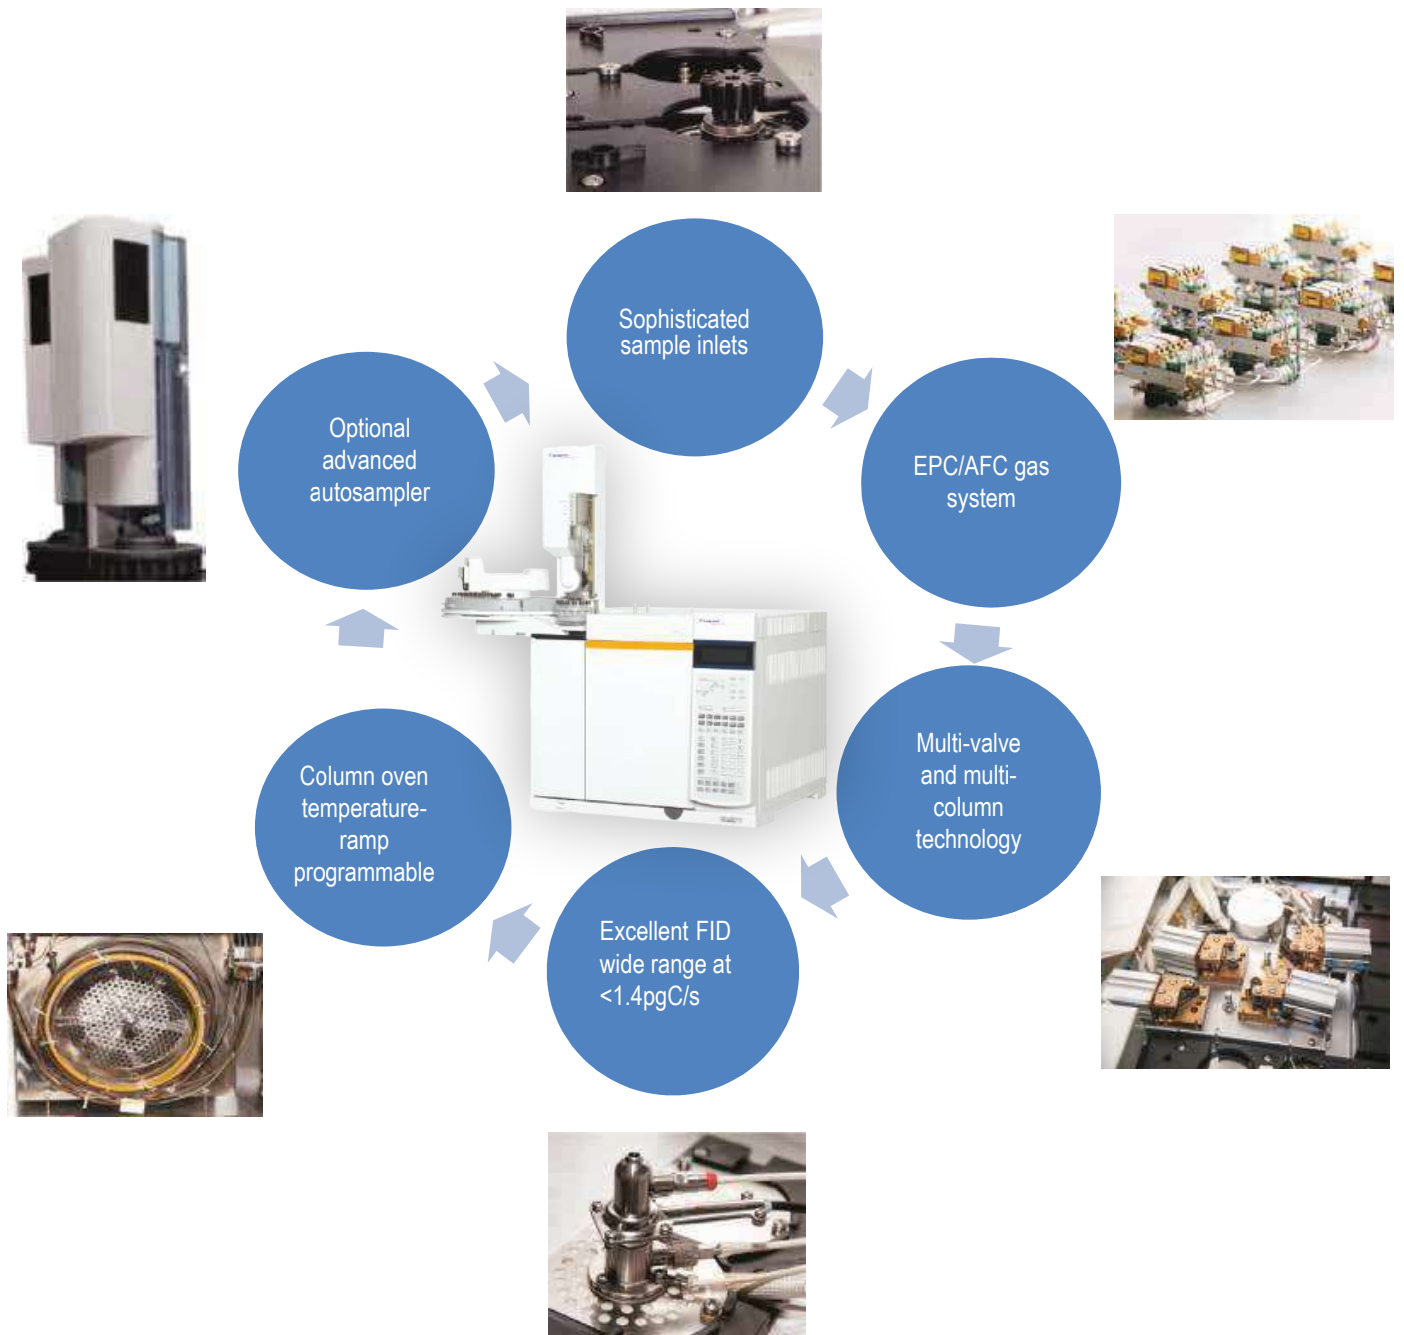 Sophisticated
sample inlets
EPC/AFC gas
system
Multi-valve
and multi-
column
technology
Excellent FID
wide range at
<1.4pgC/s
Column oven
temperature-
ramp
programmable
Optional
advanced
autosampler